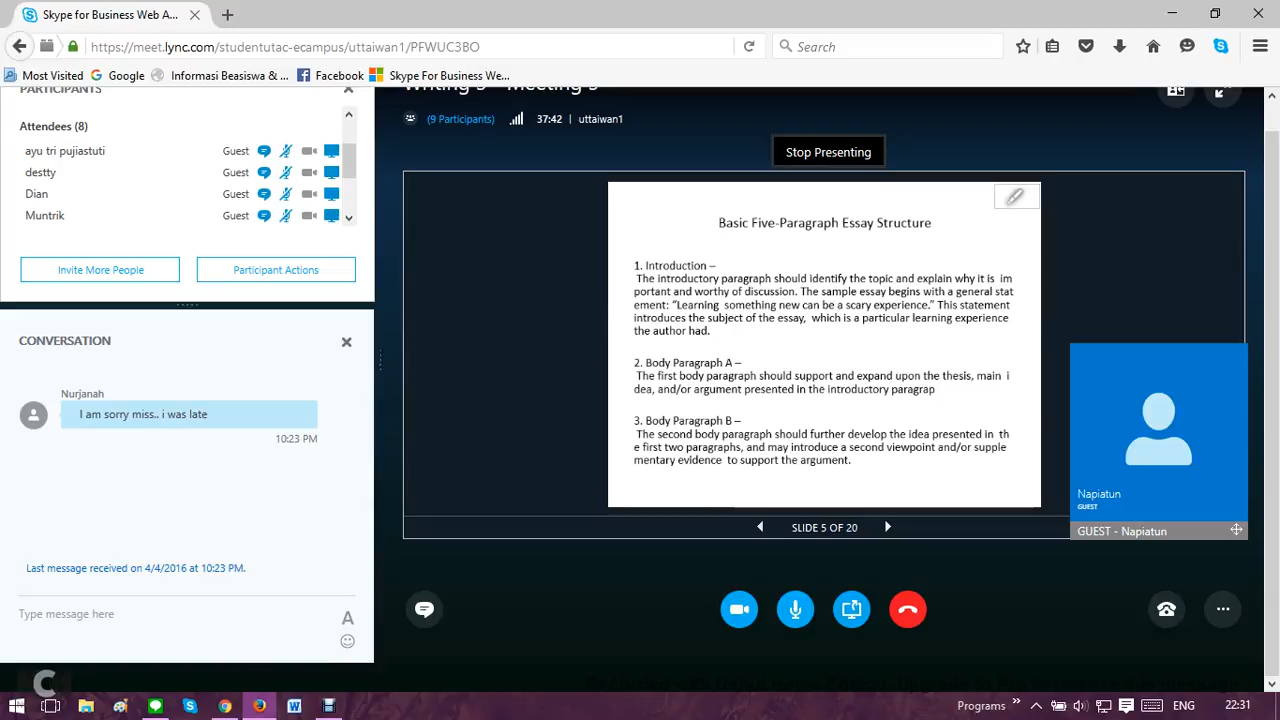 Skype for Business Web A...
https://meet.lync.com/studentutac-ecampus/uttaiwan1/PFWUC3BO
Search
Most Visited
Google
Informasi Beasiswa & ...
Facebook
Skype For Business We...
PARTICIPANTS
Attendees (8)
ayu tri pujiastuti Guest
destty Guest
Dian Guest
Muntrik Guest
Invite More People
Participant Actions
CONVERSATION
Nurjanah
I am sorry miss.. i was late
10:23 PM
Last message received on 4/4/2016 at 10:23 PM.
Type message here
A
(9 Participants) 37:42 | uttaiwan1
Stop Presenting
Basic Five-Paragraph Essay Structure
1. Introduction –
The introductory paragraph should identify the topic and explain why it is im
portant and worthy of discussion. The sample essay begins with a general stat
ement: “Learning something new can be a scary experience.” This statement
introduces the subject of the essay, which is a particular learning experience
the author had.
2. Body Paragraph A –
The first body paragraph should support and expand upon the thesis, main i
dea, and/or argument presented in the introductory paragrap
3. Body Paragraph B –
The second body paragraph should further develop the idea presented in th
e first two paragraphs, and may introduce a second viewpoint and/or supple
mentary evidence to support the argument.
SLIDE 5 OF 20
Napiatun
GUEST
GUEST - Napiatun
Programs
ENG
22:31